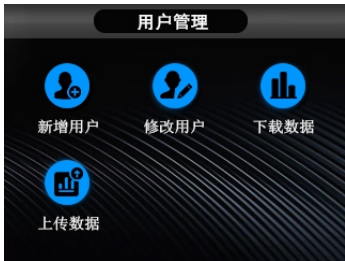 用户管理
新增用户
修改用户
下载数据
上传数据